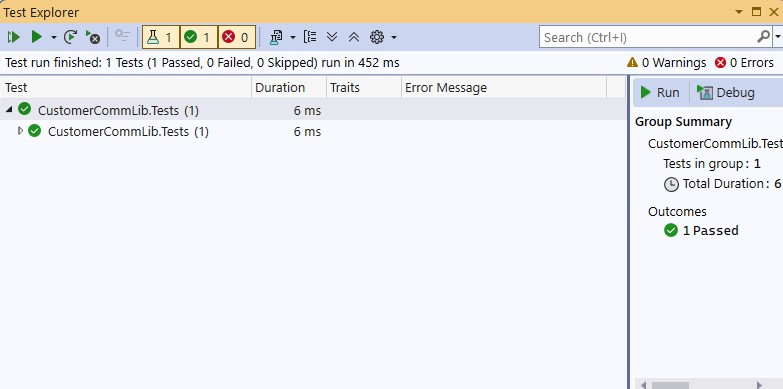 Test Explorer
1 1 0 Search (Ctrl+I)
Test run finished: 1 Tests (1 Passed, 0 Failed, 0 Skipped) run in 452 ms 0 Warnings 0 Errors
Test Duration Traits Error Message
CustomerCommLib.Tests (1) 6 ms
CustomerCommLib.Tests (1) 6 ms
Run Debug
Group Summary
CustomerCommLib.Test
Tests in group: 1
Total Duration: 6
Outcomes
1 Passed